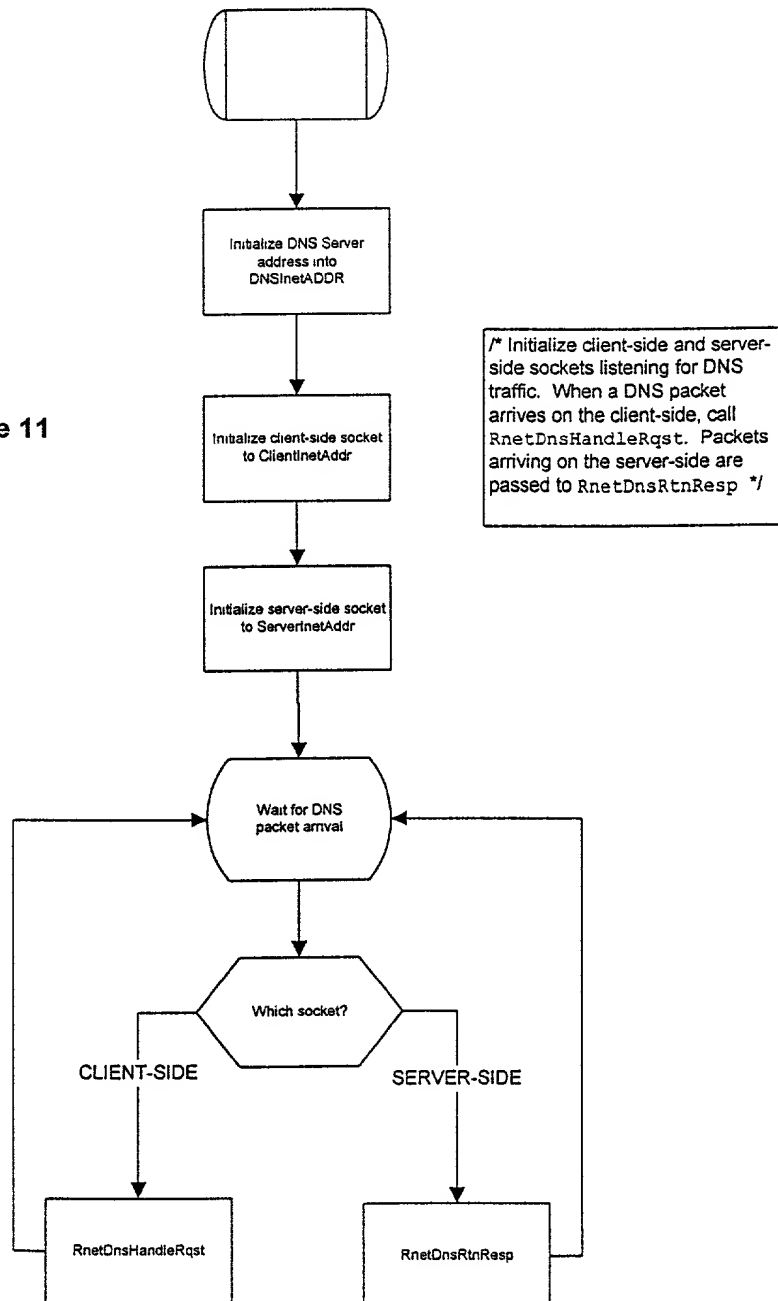 Initialize DNS Server
address into
DNSInetADDR
/* Initialize client-side and server-
side sockets listening for DNS
traffic. When a DNS packet
arrives on the client-side, call
RnetDnsHandleRqst. Packets
arriving on the server-side are
passed to RnetDnsRtnResp */
e 11
Initialize client-side socket
to ClientInetAddr
Initialize server-side socket
to ServerInetAddr
Wait for DNS
packet arrival
Which socket?
CLIENT-SIDE
SERVER-SIDE
RnetDnsHandleRqst
RnetDnsRtnResp